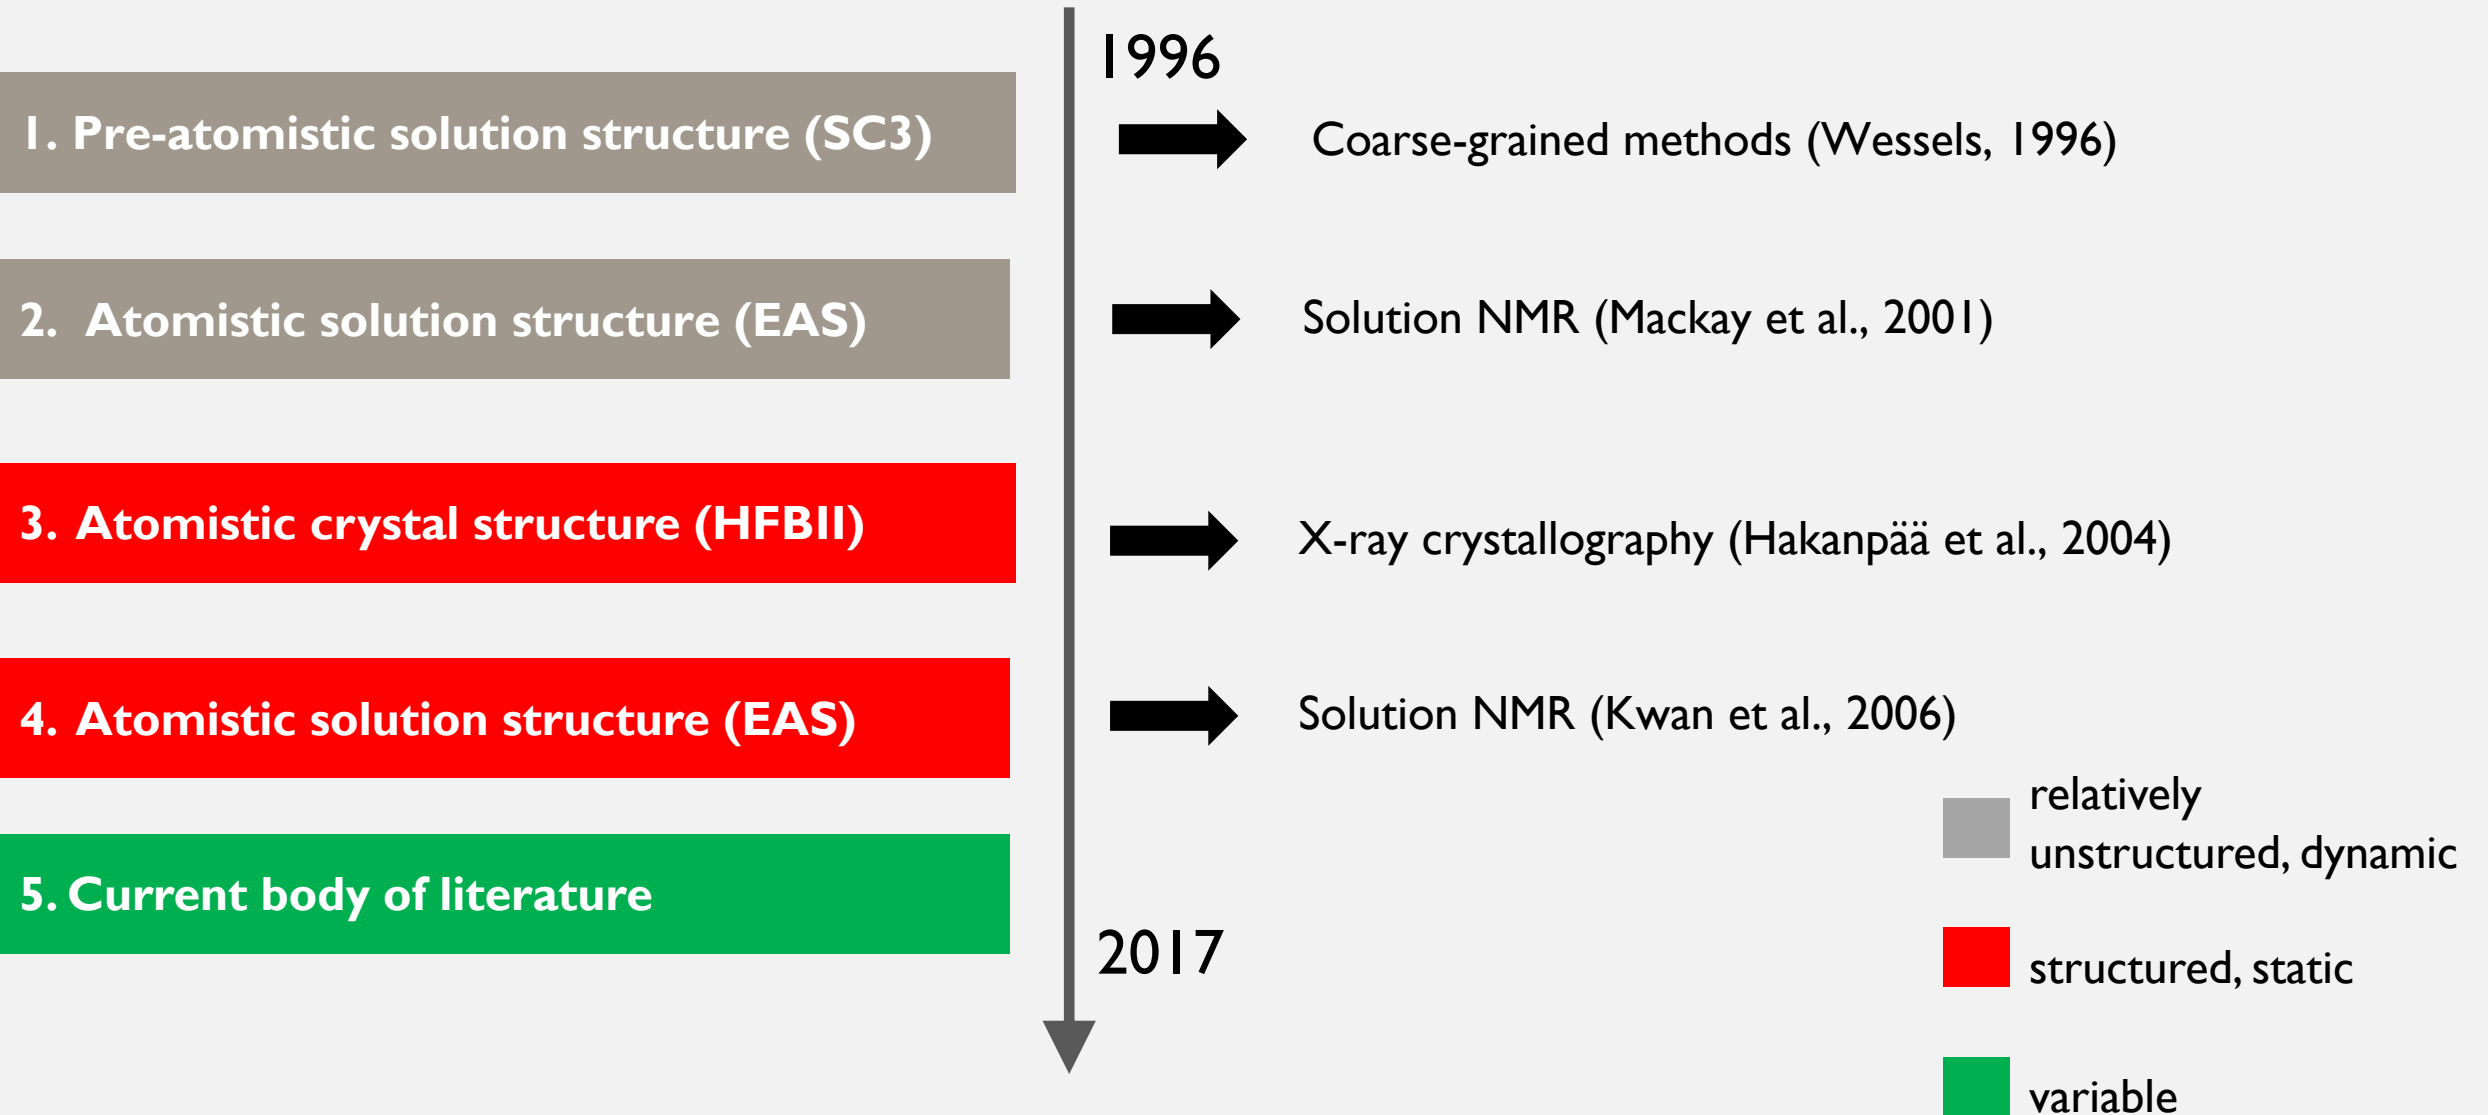 1996
1. Pre-atomistic solution structure (SC3)
Coarse-grained methods (Wessels, 1996)
2. Atomistic solution structure (EAS)
Solution NMR (Mackay et al., 2001)
3. Atomistic crystal structure (HFBII)
X-ray crystallography (Hakanpää et al., 2004)
4. Atomistic solution structure (EAS)
Solution NMR (Kwan et al., 2006)
5. Current body of literature
2017
relatively
unstructured, dynamic
structured, static
variable